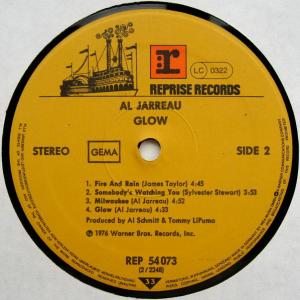 r
LC 0322
REPRISE RECORDS
AL JARREAU
GLOW
STEREO
GEMA
SIDE 2
1. Fire And Rain (James Taylor) 4:45
2. Somebody's Watching You (Sylvester Stewart) 3:53
3. Milwaukee (Al Jarreau) 4:52
4. Glow (Al Jarreau) 4:33
Produced by Al Schmitt & Tommy LiPuma
℗ 1976 Warner Bros. Records, Inc.
REP 54 073
(2/2248)
33